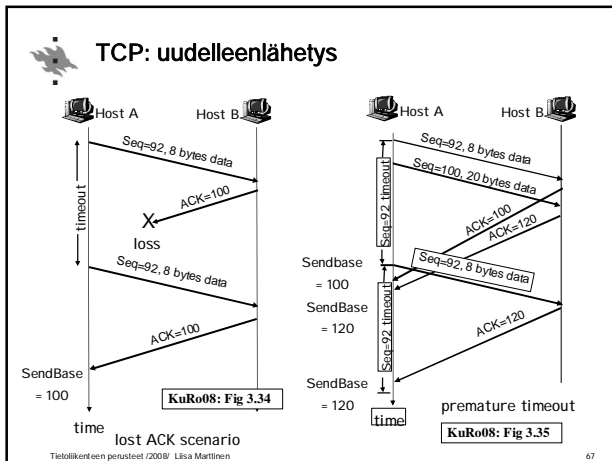 TCP: uudelleenlähetys
Host A
Host B
Seq=92, 8 bytes data
ACK=100
timeout
X
loss
Seq=92, 8 bytes data
ACK=100
SendBase
= 100
KuRo08: Fig 3.34
time
lost ACK scenario
Host A
Host B
Seq=92, 8 bytes data
Seq=100, 20 bytes data
Seq=92 timeout
ACK=100
ACK=120
Seq=92, 8 bytes data
Sendbase
= 100
SendBase
= 120
Seq=92 timeout
ACK=120
SendBase
= 120
time
premature timeout
KuRo08: Fig 3.35
Tietoliikenteen perusteet /2008/ Liisa Marttinen
67